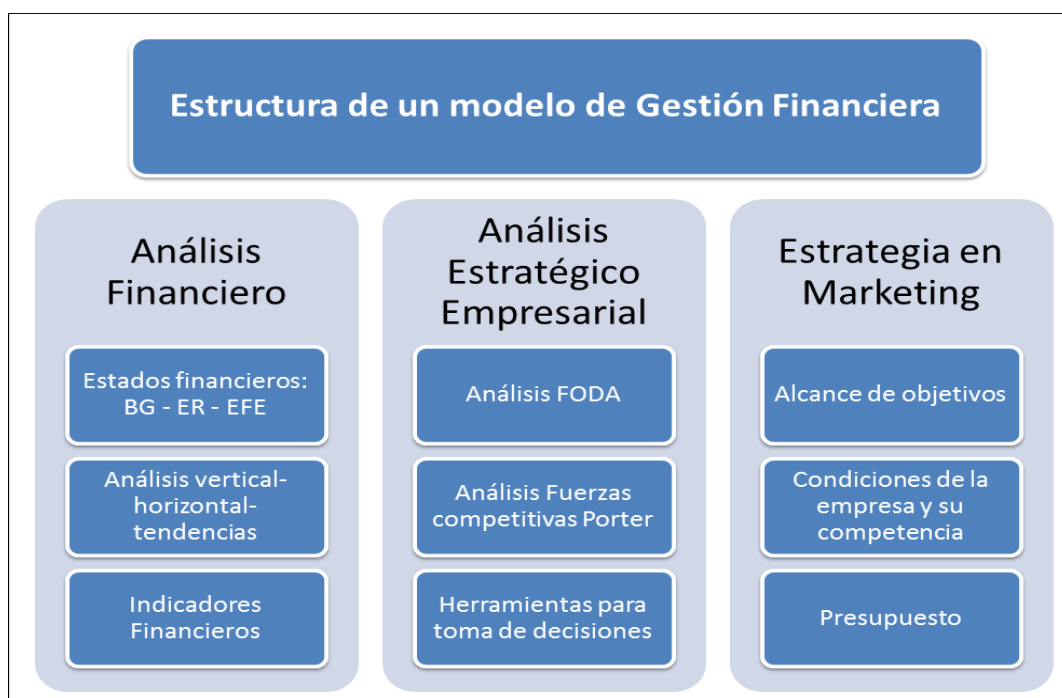 Estructura de un modelo de Gestión Financiera
Análisis
Financiero
Estados financieros:
BG - ER - EFE
Análisis vertical-
horizontal-
tendencias
Indicadores
Financieros
Análisis
Estratégico
Empresarial
Análisis FODA
Análisis Fuerzas
competitivas Porter
Herramientas para
toma de decisiones
Estrategia en
Marketing
Alcance de objetivos
Condiciones de la
empresa y su
competencia
Presupuesto